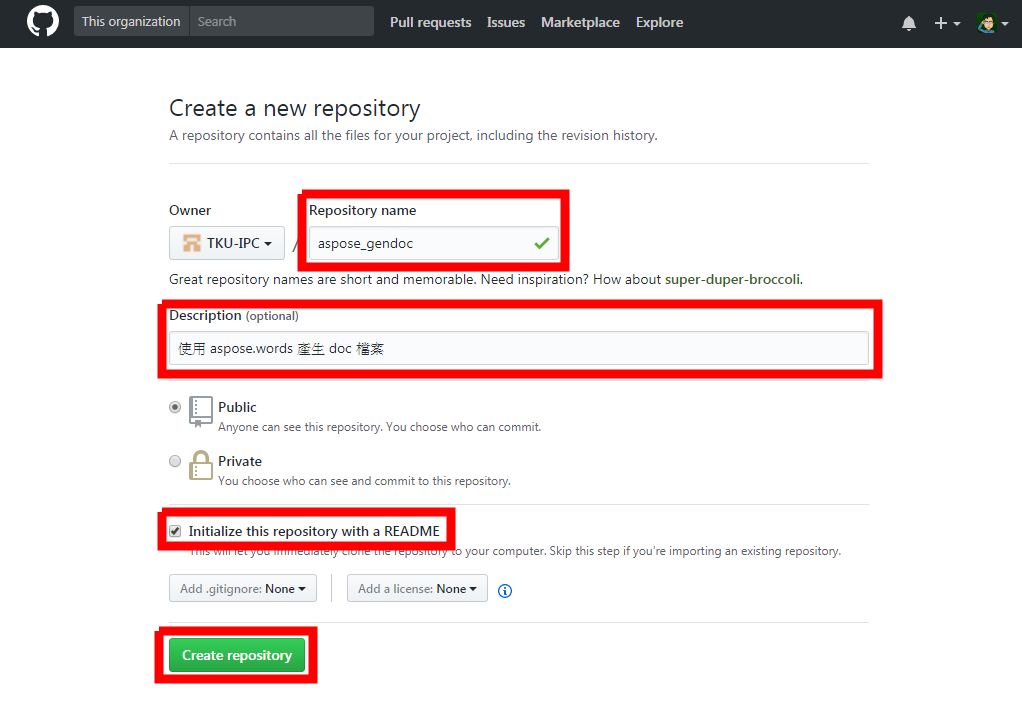 This organization Search Pull requests Issues Marketplace Explore
Create a new repository
A repository contains all the files for your project, including the revision history.
Owner Repository name
TKU-IPC / aspose_gendoc
Great repository names are short and memorable. Need inspiration? How about super-duper-broccoli.
Description (optional)
使用 aspose.words 產生 doc 檔案
Public
Anyone can see this repository. You choose who can commit.
Private
You choose who can see and commit to this repository.
Initialize this repository with a README
This will let you immediately clone the repository to your computer. Skip this step if you're importing an existing repository.
Add .gitignore: None Add a license: None
Create repository